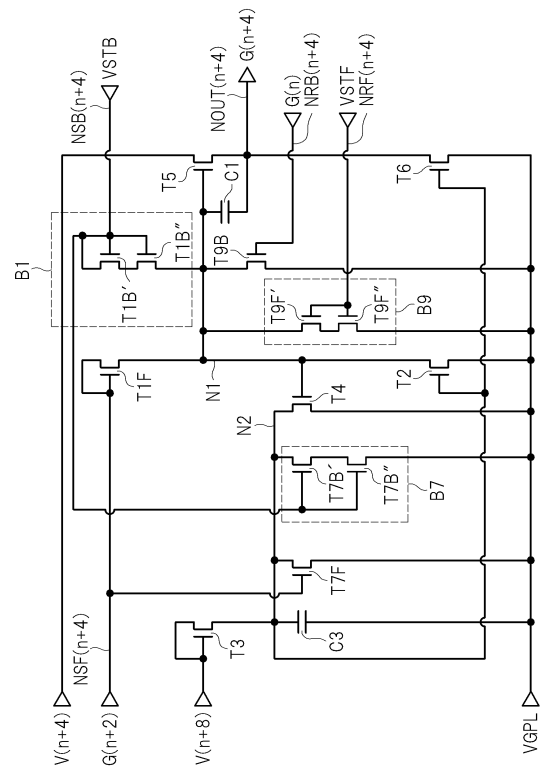 V(n+4)
NSF(n+4)
G(n+2)
V(n+8)
VGPL
B1
NSB(n+4)
VSTB
T1B′
T1B″
T1F
N1
T5
NOUT(n+4)
G(n+4)
C1
T9B
G(n)
NRB(n+4)
VSTF
NRF(n+4)
T9F′
T9F″
B9
N2
T4
T2
T6
T7B′
T7B″
B7
T7F
T3
C3